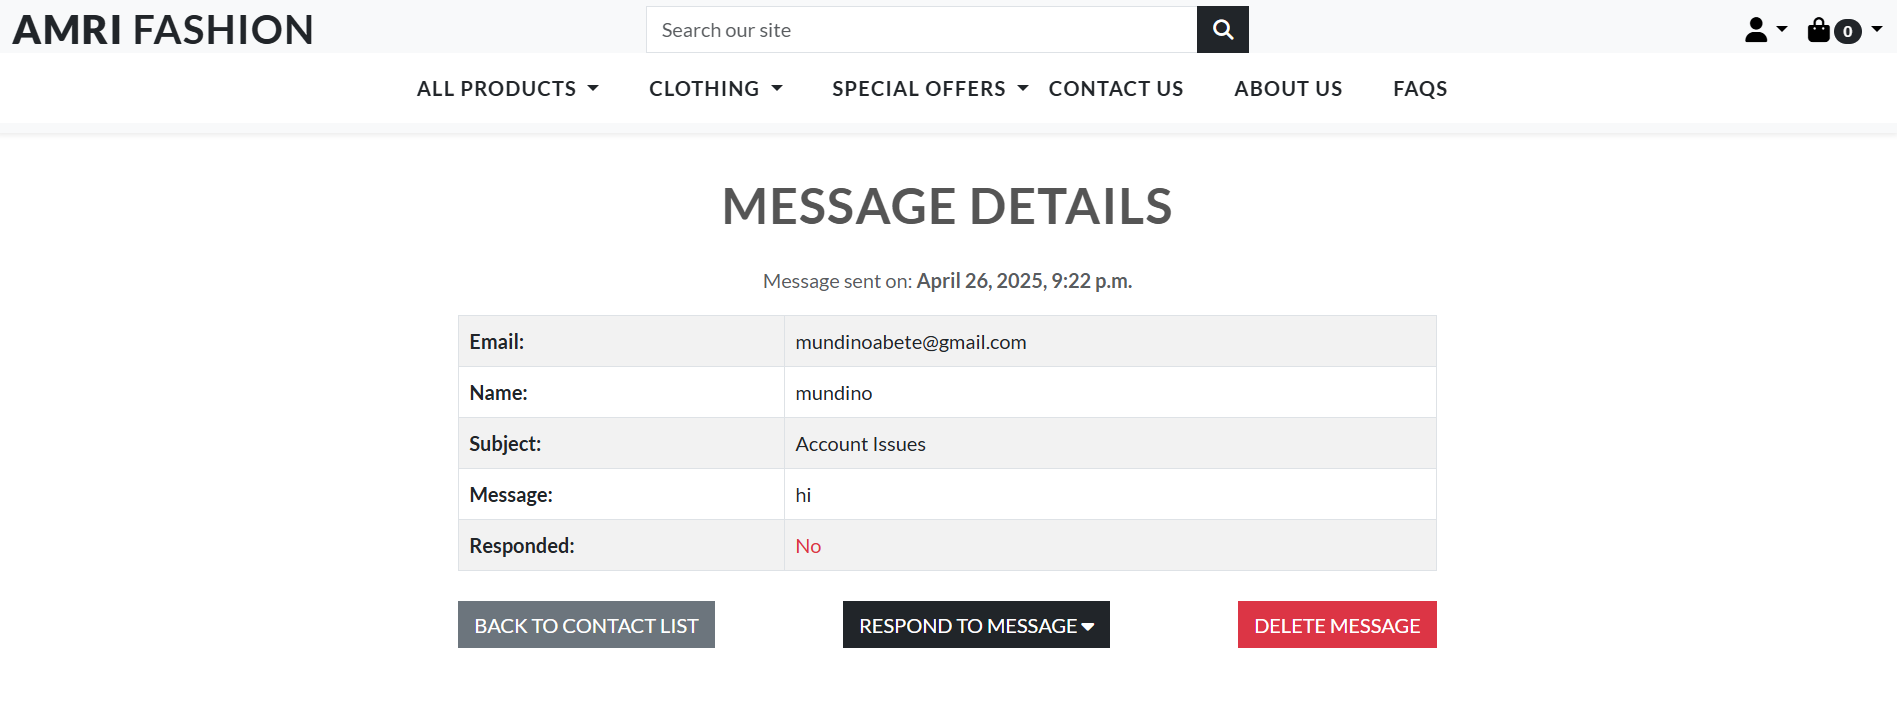 AMRI FASHION
Search our site
0
ALL PRODUCTS CLOTHING SPECIAL OFFERS CONTACT US ABOUT US FAQS
MESSAGE DETAILS
Message sent on: April 26, 2025, 9:22 p.m.
Email: mundinoabete@gmail.com
Name: mundino
Subject: Account Issues
Message: hi
Responded: No
BACK TO CONTACT LIST RESPOND TO MESSAGE DELETE MESSAGE